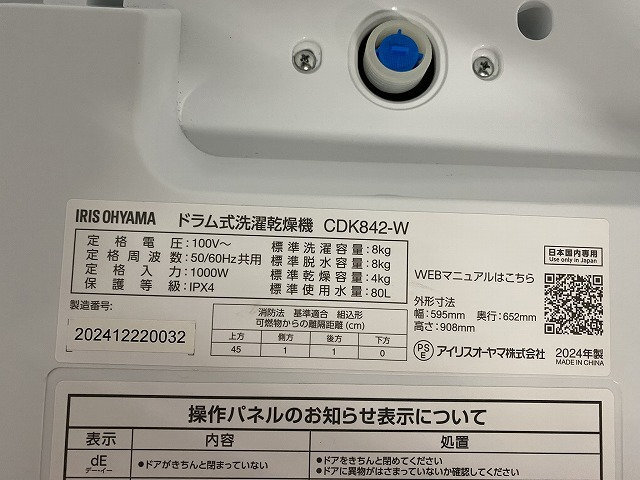 IRIS OHYAMA ドラム式洗濯乾燥機 CDK842-W
定格電圧:100V～ 標準洗濯容量:8kg
定格周波数:50/60Hz共用 標準脱水容量:8kg
定格入力:1000W 標準乾燥容量:4kg
保護等級:IPX4 標準使用水量:80L
WEBマニュアルはこちら
日本国内専用
Use only in Japan
製造番号:
202412220032
消防法 基準適合 組込形
可燃物からの離隔距離(cm)
上方 側方 後方 下方
45 1 1 0
外形寸法
幅:595mm 奥行:652mm
高さ:908mm
PSE アイリスオーヤマ株式会社 2024年製
MADE IN CHINA
操作パネルのお知らせ表示について
表示 内容 処置
dE
デー・イー
●ドアがきちんと閉まっていない
●ドアをきちんと閉めてください
●ドアに異物がはさまっていないか確認してください